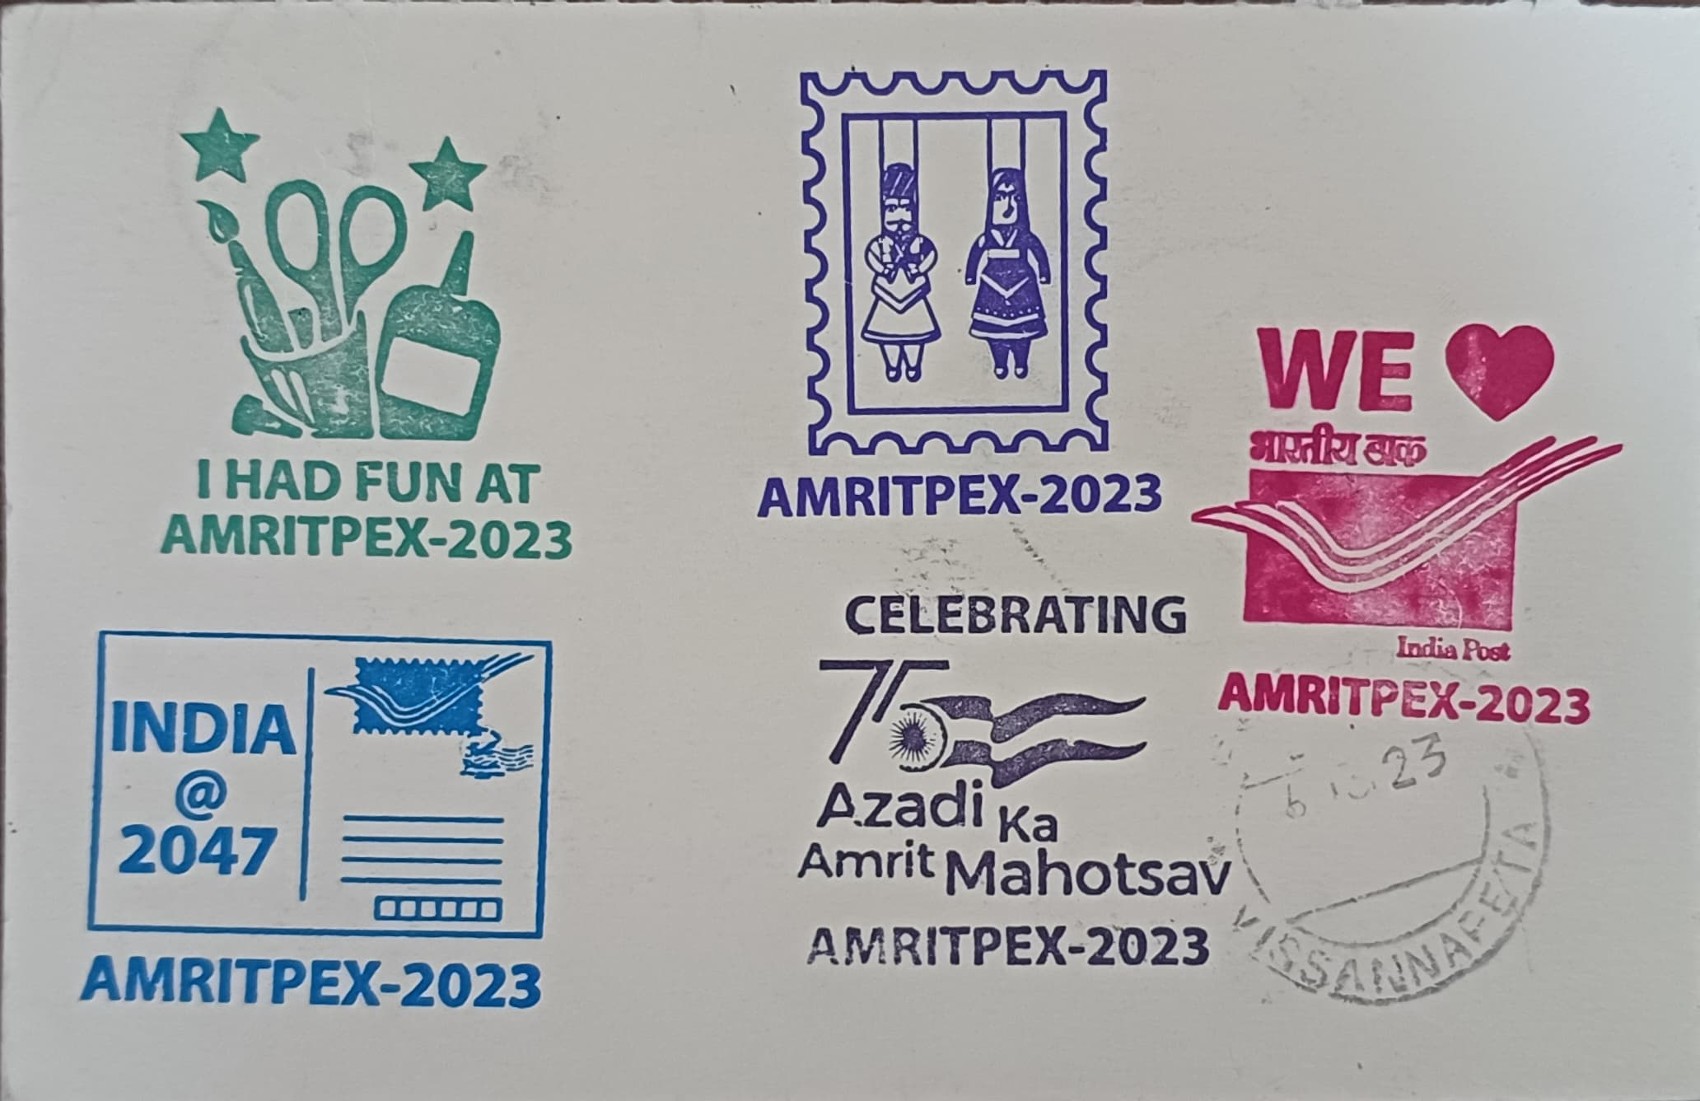 I HAD FUN AT
AMRITPEX-2023
AMRITPEX-2023
WE
भारतीय डाक
India Post
AMRITPEX-2023
INDIA
@
2047
AMRITPEX-2023
CELEBRATING
75
Azadi Ka
Amrit Mahotsav
AMRITPEX-2023
23
VISSANNAPETA